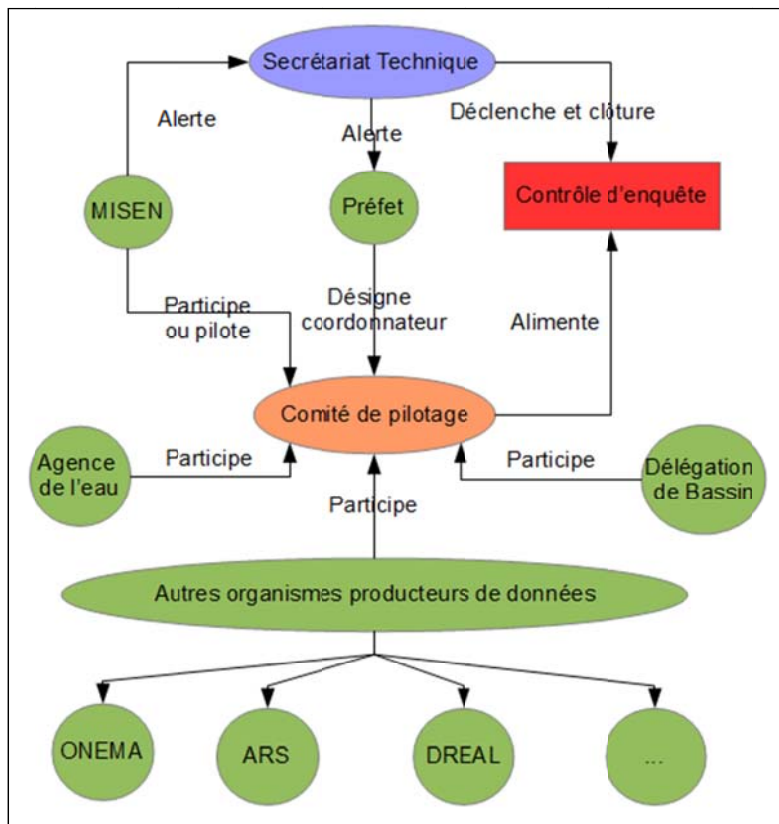 Secrétariat Technique
Alerte
Alerte
Déclenche et clôture
MISEN
Préfet
Contrôle d'enquête
Participe
ou pilote
Désigne
coordonnateur
Alimente
Comité de pilotage
Agence
de l'eau
Participe
Participe
Délégation
de Bassin
Participe
Autres organismes producteurs de données
ONEMA
ARS
DREAL
...